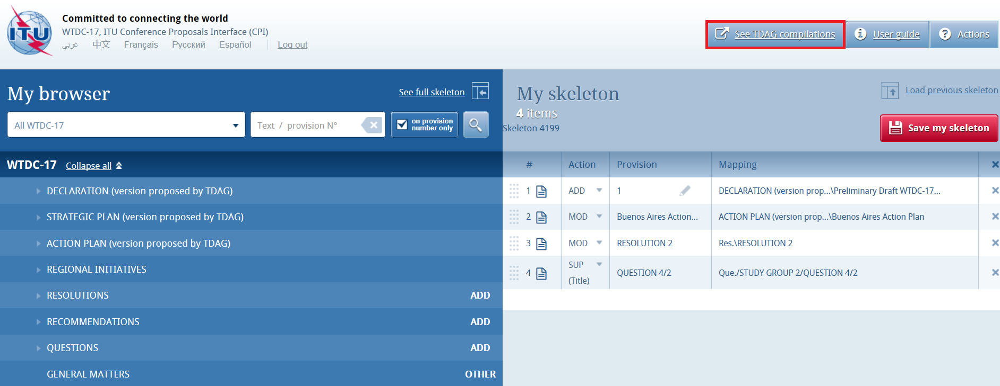 ITU
Committed to connecting the world
WTDC-17, ITU Conference Proposals Interface (CPI)
عربي 中文 Français Русский Español Log out
See TDAG compilations User guide Actions
My browser
See full skeleton
All WTDC-17
Text / provision N°
on provision
number only
WTDC-17 Collapse all
DECLARATION (version proposed by TDAG)
STRATEGIC PLAN (version proposed by TDAG)
ACTION PLAN (version proposed by TDAG)
REGIONAL INITIATIVES
RESOLUTIONS ADD
RECOMMENDATIONS ADD
QUESTIONS ADD
GENERAL MATTERS OTHER
My skeleton
4 items
Skeleton 4199
Load previous skeleton
Save my skeleton
# Action Provision Mapping
1 ADD 1 DECLARATION (version prop...\Preliminary Draft WTDC-17...
2 MOD Buenos Aires Action... ACTION PLAN (version prop...\Buenos Aires Action Plan
3 MOD RESOLUTION 2 Res.\RESOLUTION 2
4 SUP (Title) QUESTION 4/2 Que./STUDY GROUP 2/QUESTION 4/2